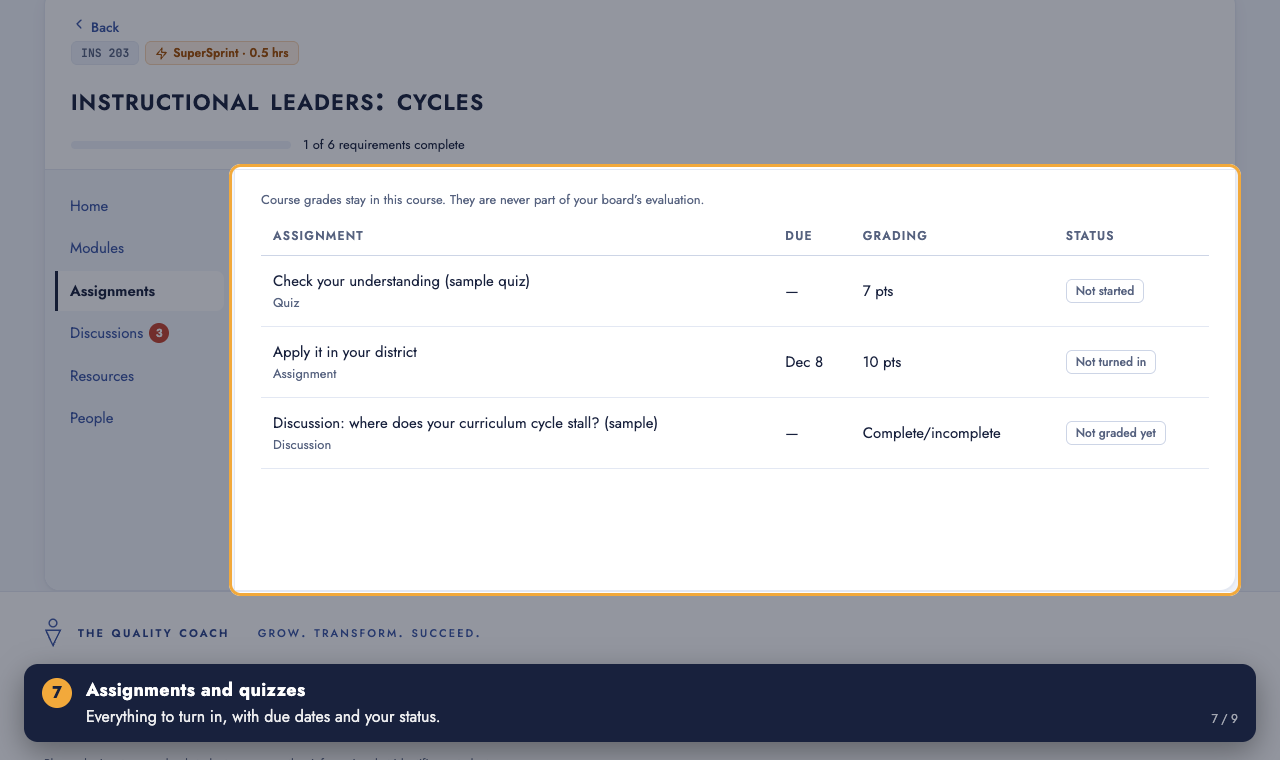 Back
INS 203
SuperSprint · 0.5 hrs
INSTRUCTIONAL LEADERS: CYCLES
1 of 6 requirements complete
Home
Modules
Assignments
Discussions 3
Resources
People
Course grades stay in this course. They are never part of your board's evaluation.
ASSIGNMENT DUE GRADING STATUS
Check your understanding (sample quiz)
Quiz
— 7 pts Not started
Apply it in your district
Assignment
Dec 8 10 pts Not turned in
Discussion: where does your curriculum cycle stall? (sample)
Discussion
— Complete/incomplete Not graded yet
THE QUALITY COACH GROW. TRANSFORM. SUCCEED.
7 Assignments and quizzes
Everything to turn in, with due dates and your status.
7 / 9